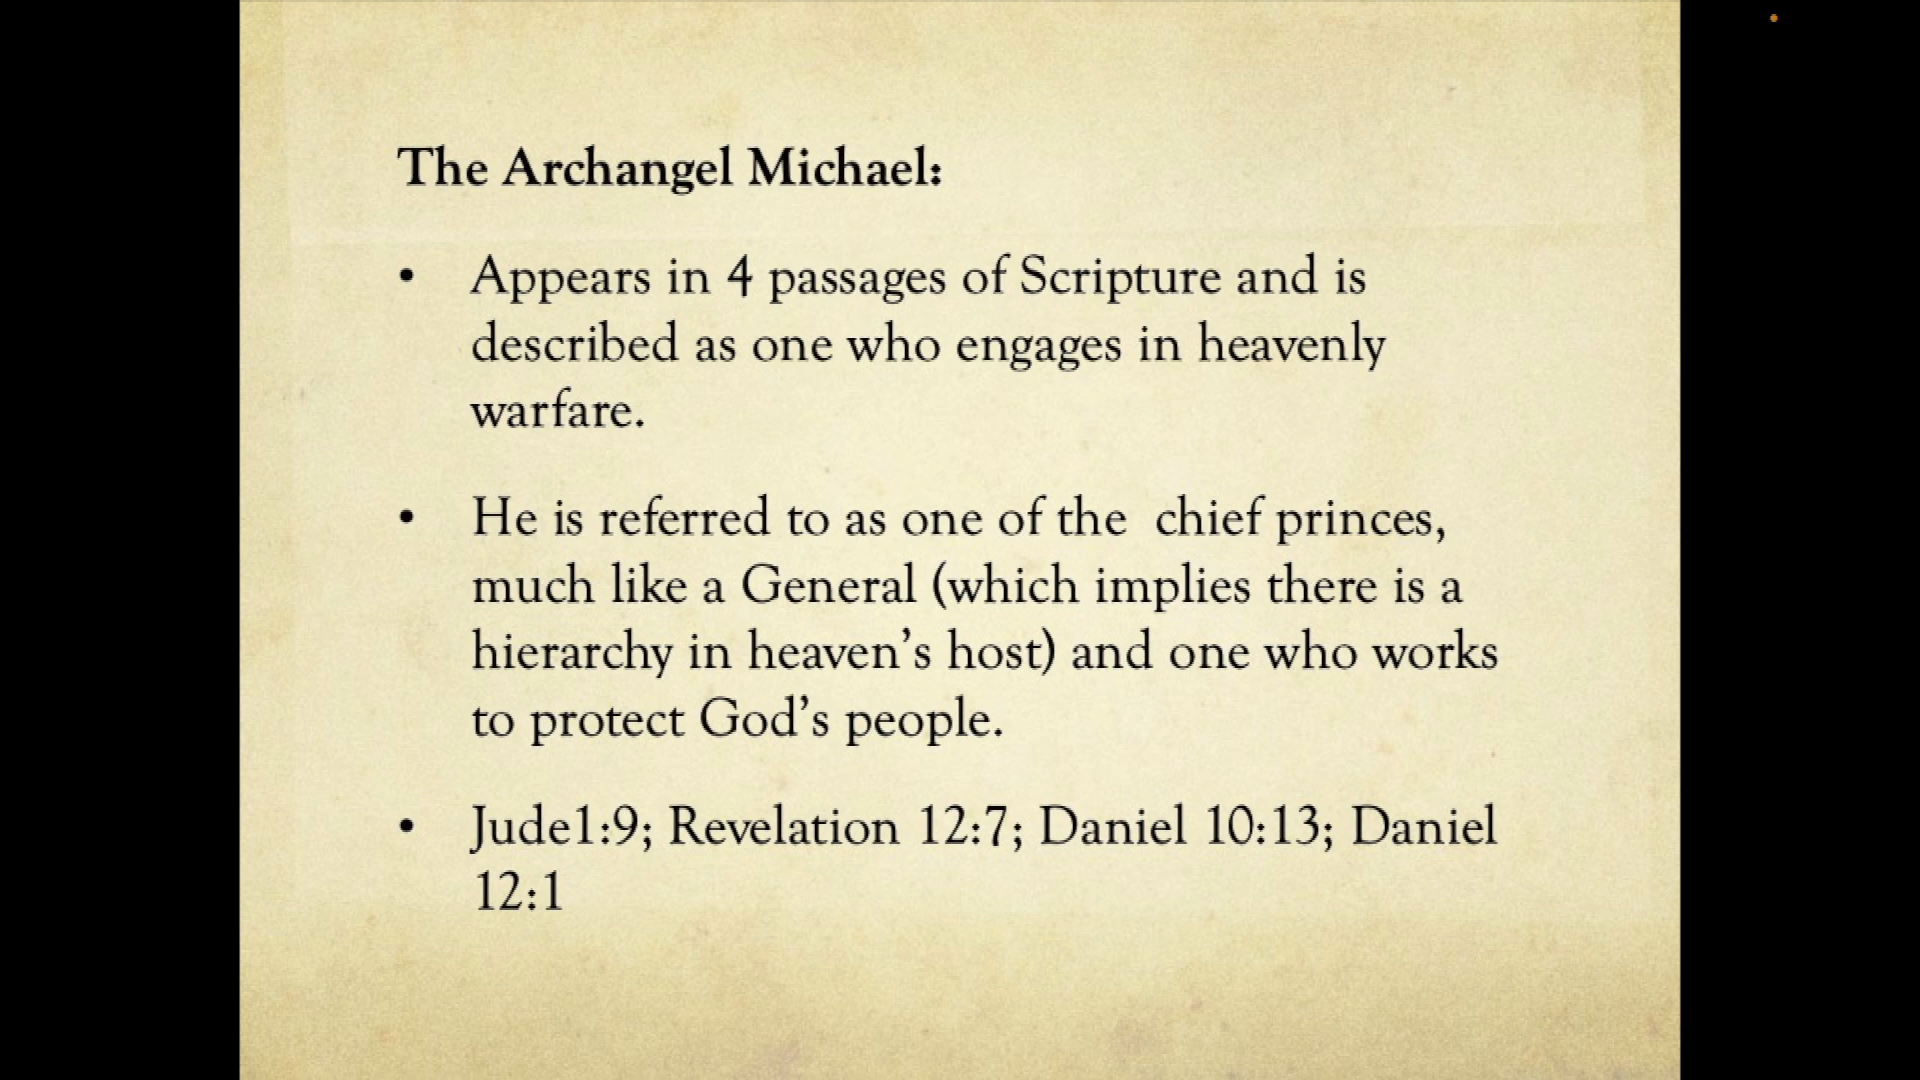 The Archangel Michael:
• Appears in 4 passages of Scripture and is
described as one who engages in heavenly
warfare.
• He is referred to as one of the  chief princes,
much like a General (which implies there is a
hierarchy in heaven’s host) and one who works
to protect God’s people.
• Jude1:9; Revelation 12:7; Daniel 10:13; Daniel
12:1